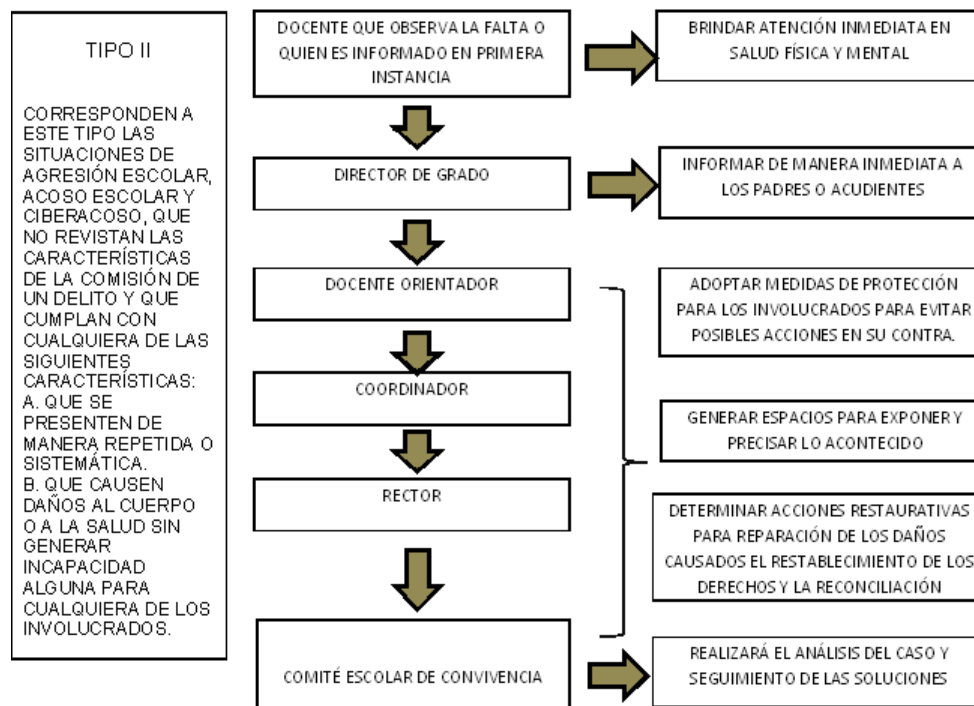 TIPO II
CORRESPONDEN A
ESTE TIPO LAS
SITUACIONES DE
AGRESIÓN ESCOLAR,
ACOSO ESCOLAR Y
CIBERACOSO, QUE
NO REVISTAN LAS
CARACTERÍSTICAS
DE LA COMISIÓN DE
UN DELITO Y QUE
CUMPLAN CON
CUALQUIERA DE LAS
SIGUIENTES
CARACTERÍSTICAS:
A. QUE SE
PRESENTEN DE
MANERA REPETIDA O
SISTEMÁTICA.
B. QUE CAUSEN
DAÑOS AL CUERPO
O A LA SALUD SIN
GENERAR
INCAPACIDAD
ALGUNA PARA
CUALQUIERA DE LOS
INVOLUCRADOS.
DOCENTE QUE OBSERVA LA FALTA O
QUIEN ES INFORMADO EN PRIMERA
INSTANCIA
BRINDAR ATENCIÓN INMEDIATA EN
SALUD FÍSICA Y MENTAL
DIRECTOR DE GRADO
INFORMAR DE MANERA INMEDIATA A
LOS PADRES O ACUDIENTES
DOCENTE ORIENTADOR
COORDINADOR
RECTOR
ADOPTAR MEDIDAS DE PROTECCIÓN
PARA LOS INVOLUCRADOS PARA EVITAR
POSIBLES ACCIONES EN SU CONTRA.
GENERAR ESPACIOS PARA EXPONER Y
PRECISAR LO ACONTECIDO
DETERMINAR ACCIONES RESTAURATIVAS
PARA REPARACIÓN DE LOS DAÑOS
CAUSADOS EL RESTABLECIMIENTO DE LOS
DERECHOS Y LA RECONCILIACIÓN
COMITÉ ESCOLAR DE CONVIVENCIA
REALIZARÁ EL ANÁLISIS DEL CASO Y
SEGUIMIENTO DE LAS SOLUCIONES